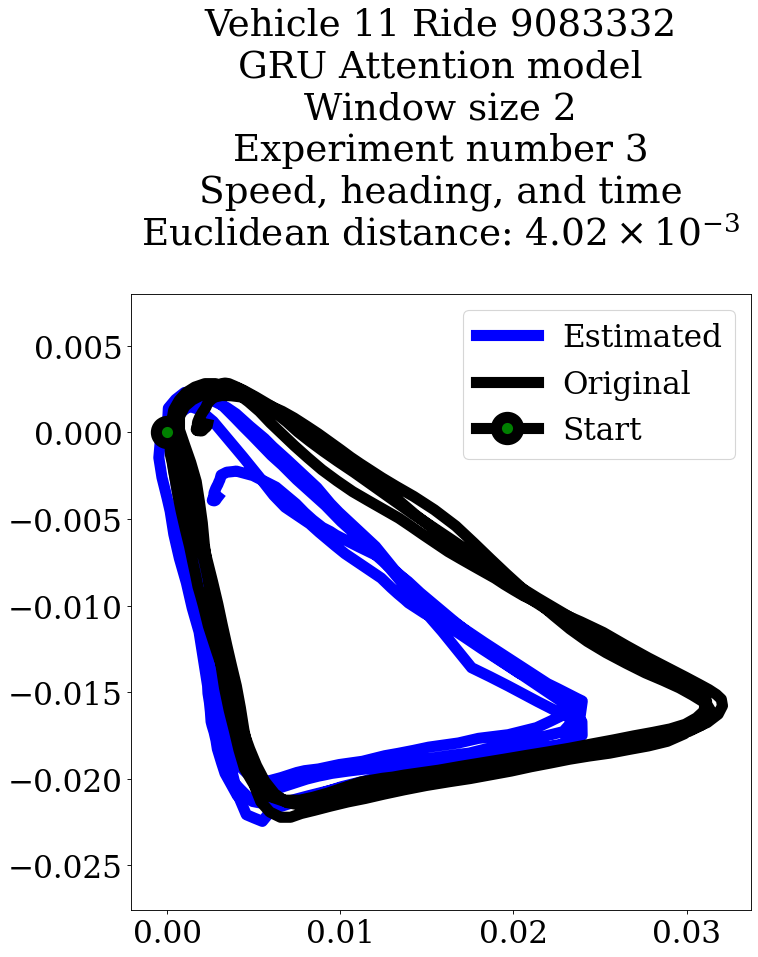 Vehicle 11 Ride 9083332
GRU Attention model
Window size 2
Experiment number 3
Speed, heading, and time
Euclidean distance: 4.02 × 10⁻³
Estimated
Original
Start
0.005
0.000
−0.005
−0.010
−0.015
−0.020
−0.025
0.00 0.01 0.02 0.03